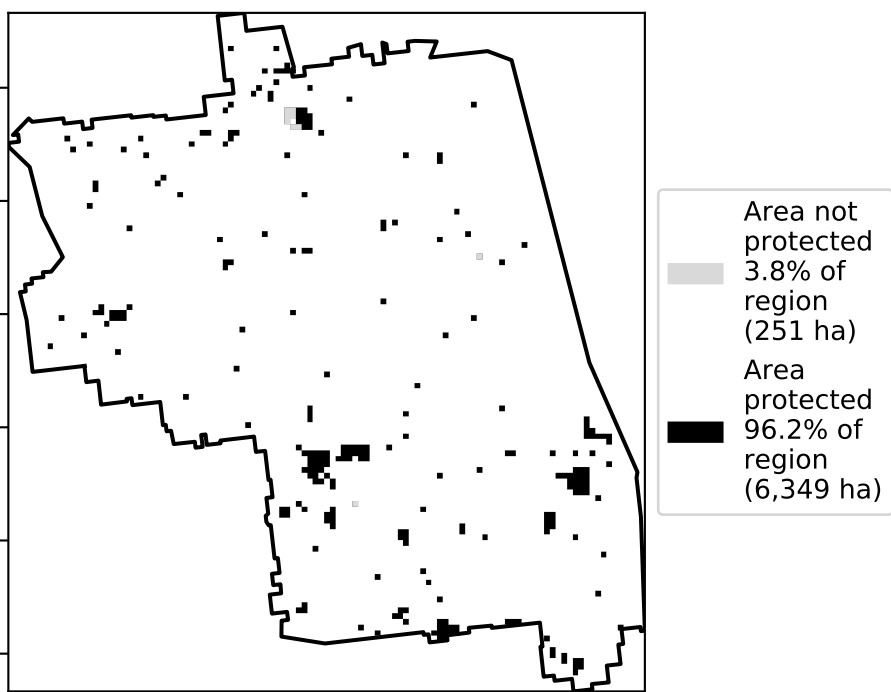 Area not
protected
3.8% of
region
(251 ha)
Area
protected
96.2% of
region
(6,349 ha)